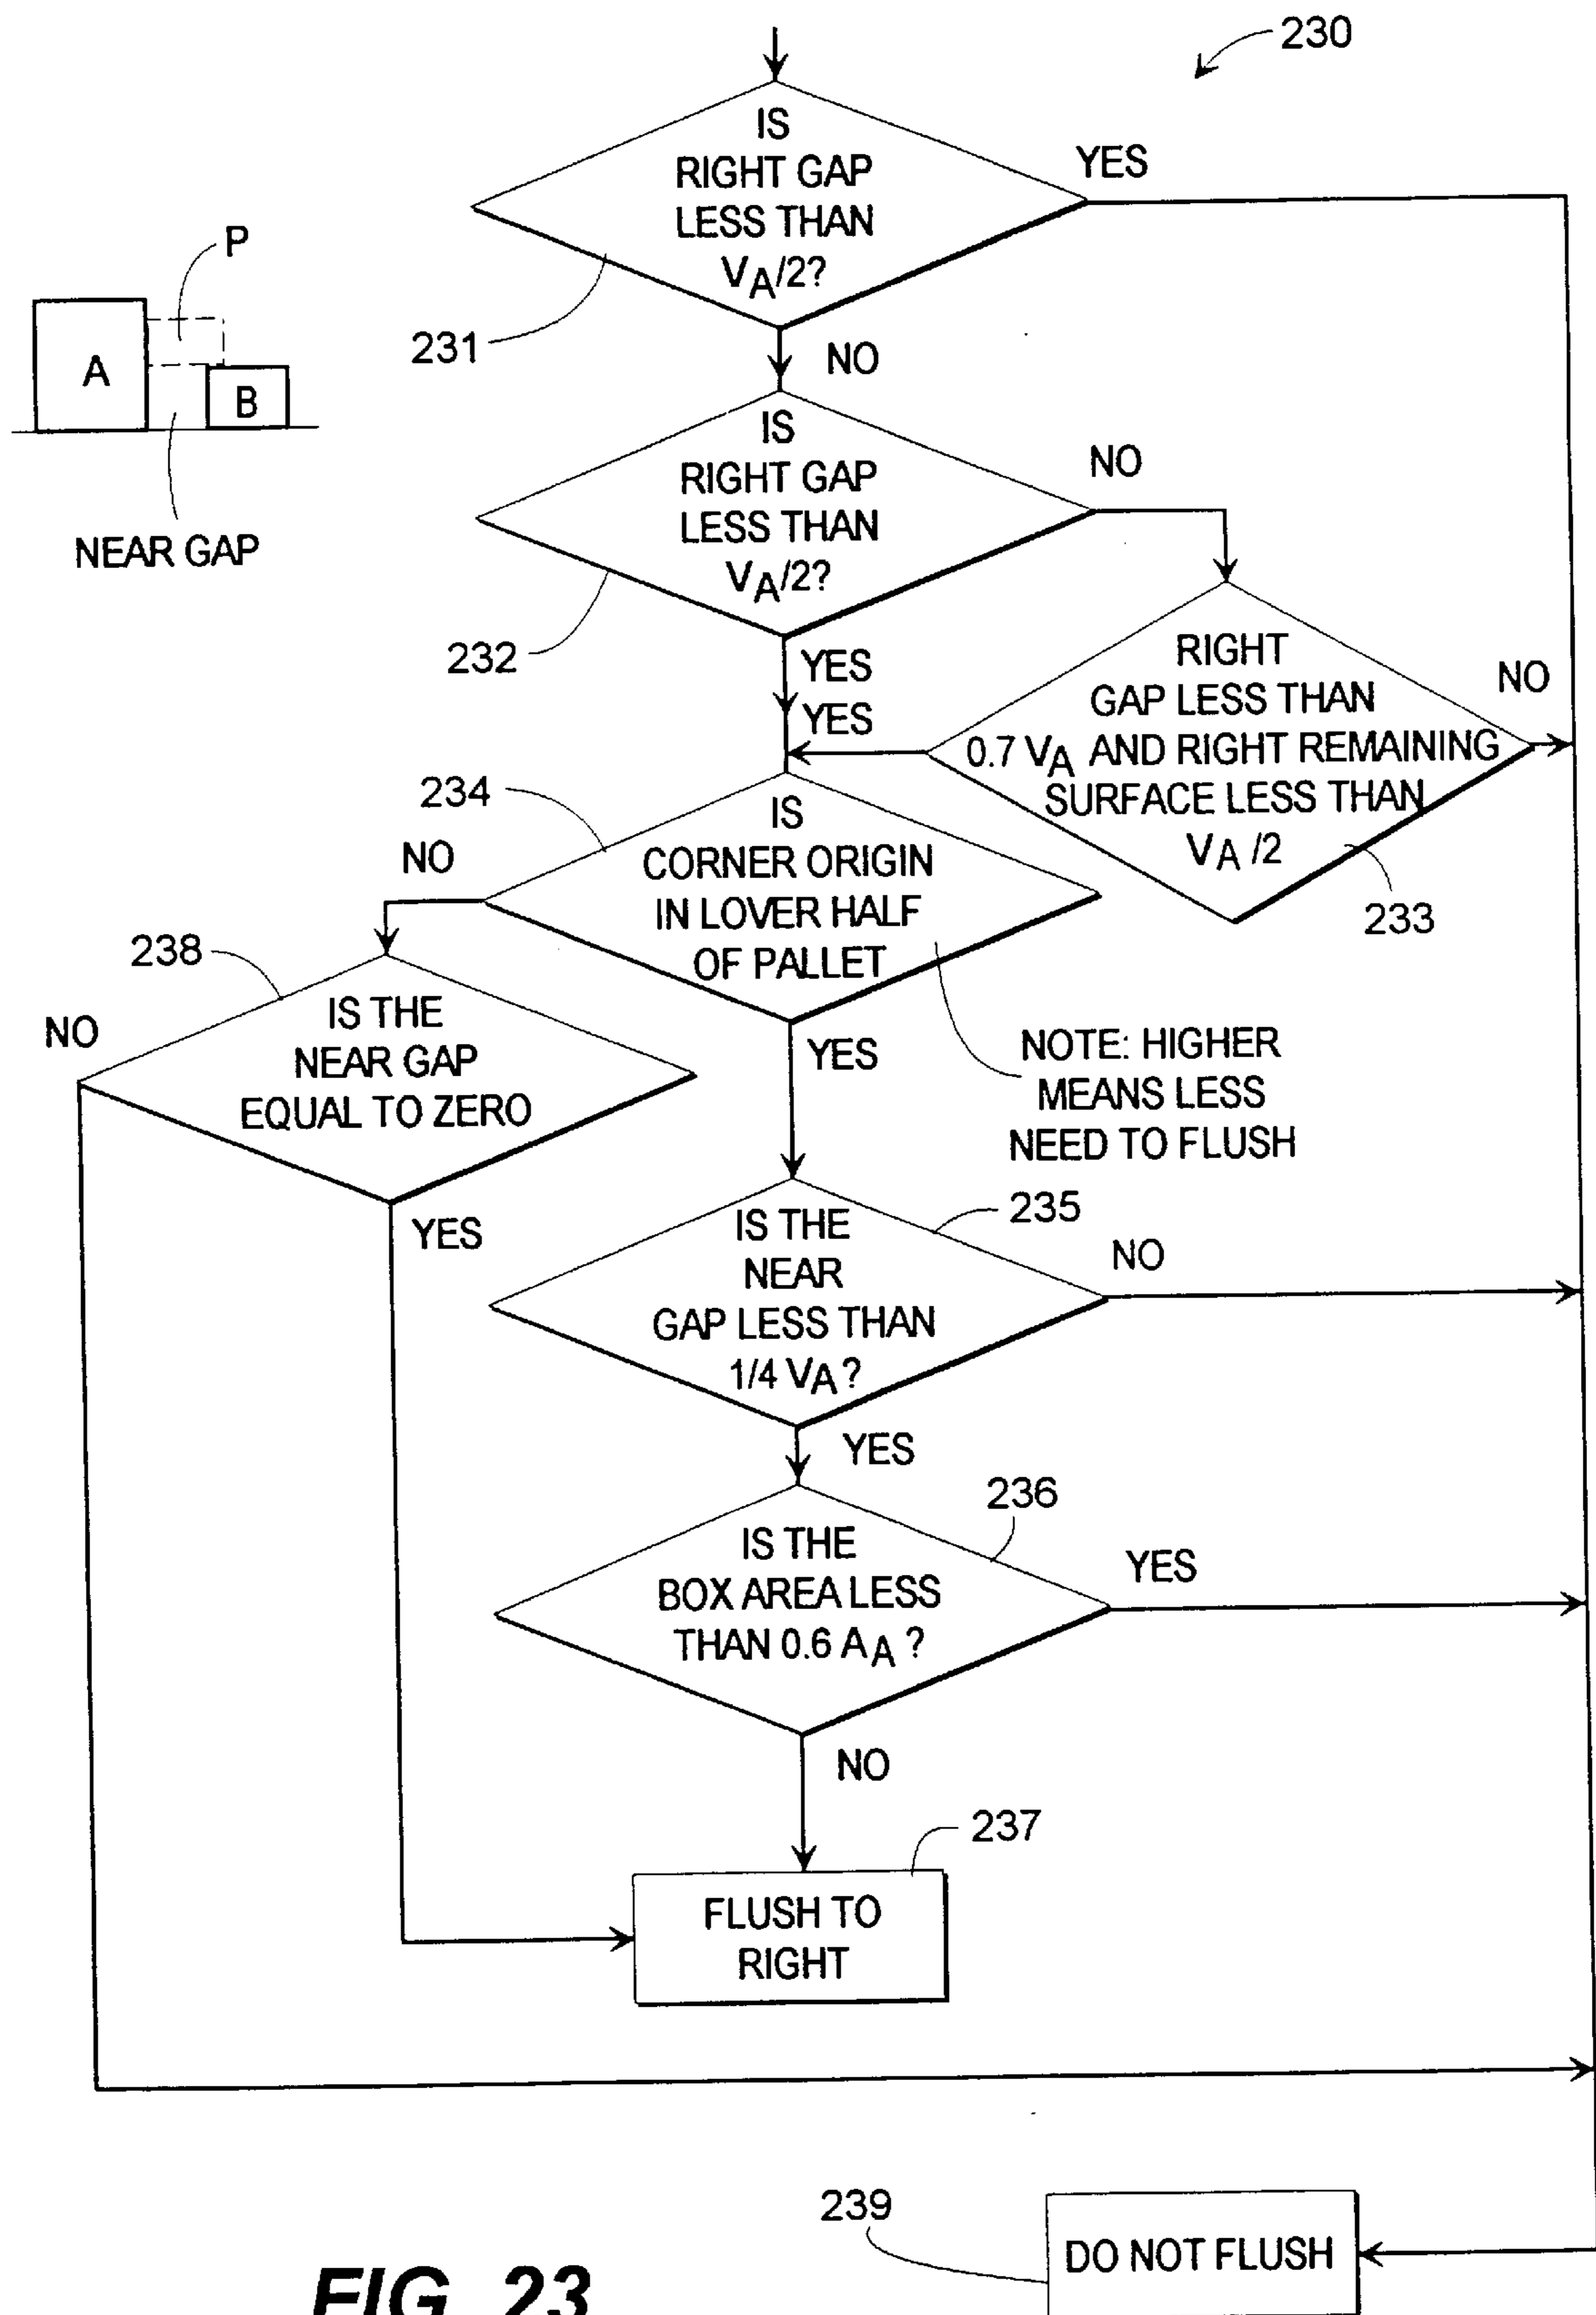 230
IS
RIGHT GAP
LESS THAN
VA/2?
YES
231
NO
P
A
B
NEAR GAP
IS
RIGHT GAP
LESS THAN
VA/2?
NO
232
YES
YES
RIGHT
GAP LESS THAN
0.7 VA AND RIGHT REMAINING
SURFACE LESS THAN
VA/2
NO
233
234
IS
CORNER ORIGIN
IN LOVER HALF
OF PALLET
NO
YES
NOTE: HIGHER
MEANS LESS
NEED TO FLUSH
238
IS THE
NEAR GAP
EQUAL TO ZERO
NO
YES
235
IS THE
NEAR
GAP LESS THAN
1/4 VA?
NO
YES
236
IS THE
BOX AREA LESS
THAN 0.6 AA?
YES
NO
237
FLUSH TO
RIGHT
239
DO NOT FLUSH
FIG. 23